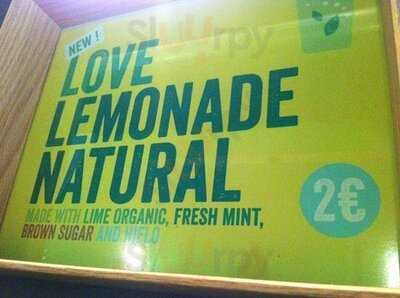 NEW!
LOVE
LEMONADE
NATURAL
MADE WITH LIME ORGANIC, FRESH MINT,
BROWN SUGAR AND HIELO
2€